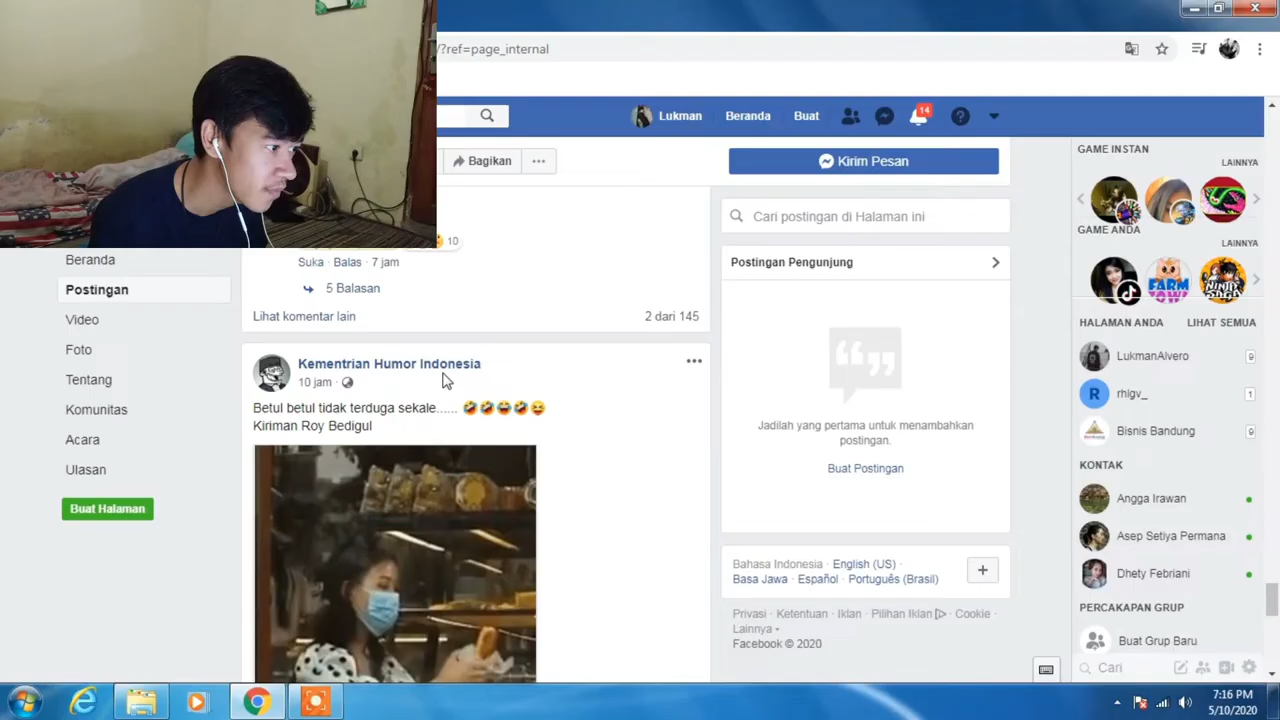 /?ref=page_internal
Lukman
Beranda
Buat
14
Bagikan
Kirim Pesan
10
Suka · Balas · 7 jam
5 Balasan
Lihat komentar lain
2 dari 145
Beranda
Postingan
Video
Foto
Tentang
Komunitas
Acara
Ulasan
Buat Halaman
Kementrian Humor Indonesia
10 jam ·
Betul betul tidak terduga sekale...... 🤣🤣😂🤣😆
Kiriman Roy Bedigul
Cari postingan di Halaman ini
Postingan Pengunjung
Jadilah yang pertama untuk menambahkan
postingan.
Buat Postingan
Bahasa Indonesia · English (US) ·
Basa Jawa · Español · Português (Brasil)
Privasi · Ketentuan · Iklan · Pilihan Iklan · Cookie ·
Lainnya
Facebook © 2020
GAME INSTAN
LAINNYA
GAME ANDA
LAINNYA
FARM TOWN
NINJA SAGA
HALAMAN ANDA
LIHAT SEMUA
LukmanAlvero
9
R
rhlgv_
1
Bisnis Bandung
9
KONTAK
Angga Irawan
Asep Setiya Permana
Dhety Febriani
PERCAKAPAN GRUP
Buat Grup Baru
Cari
7:16 PM
5/10/2020